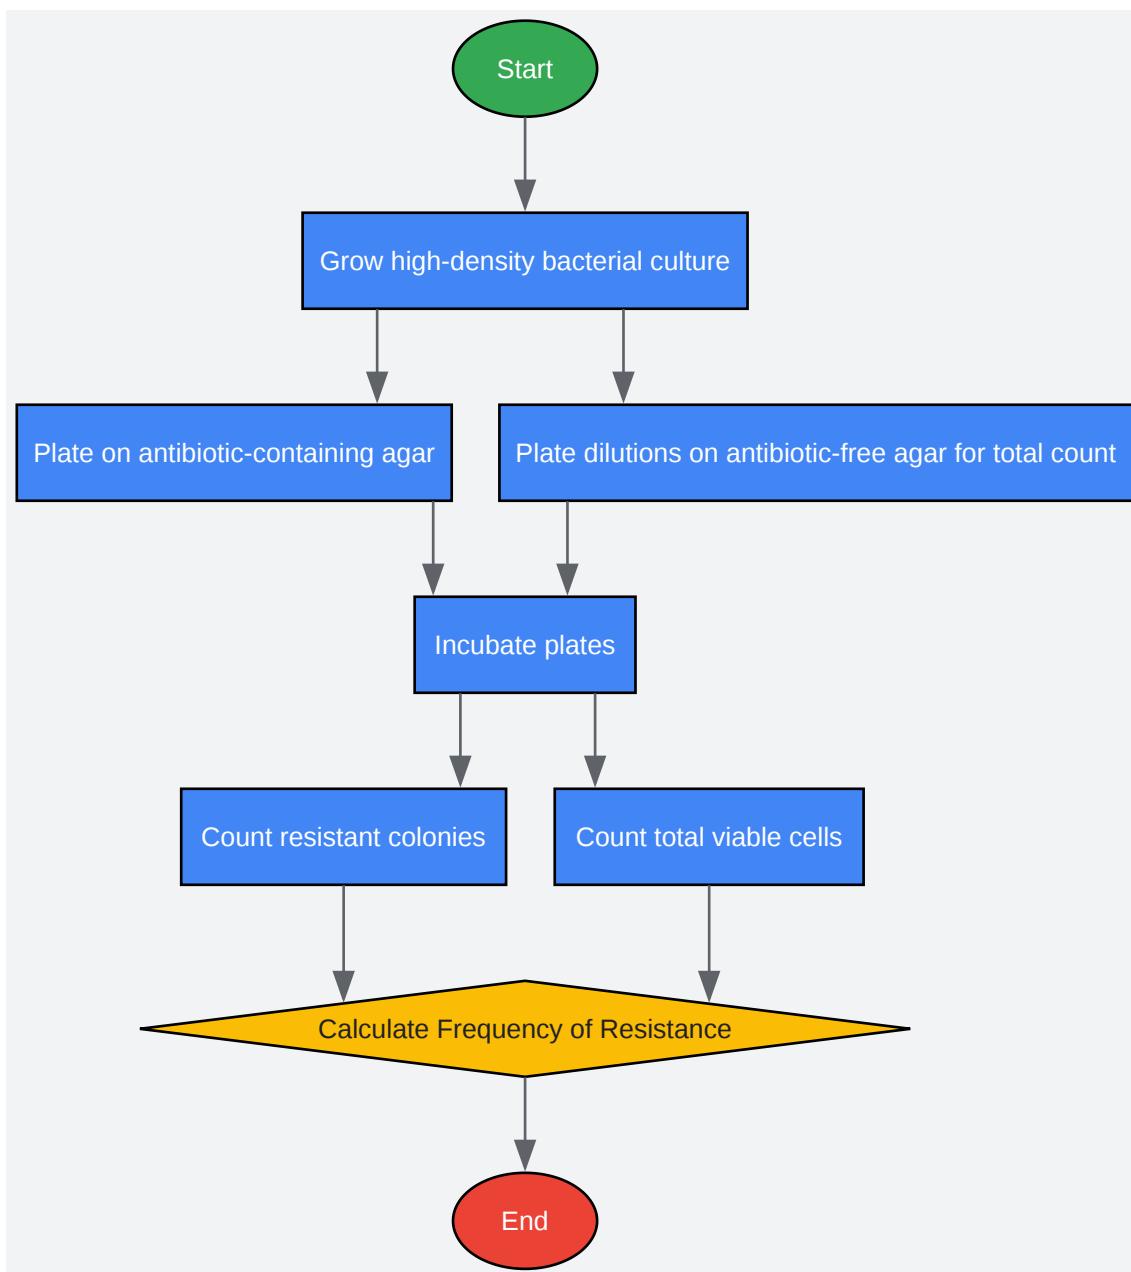 Start
Grow high-density bacterial culture
Plate on antibiotic-containing agar
Plate dilutions on antibiotic-free agar for total count
Incubate plates
Count resistant colonies
Count total viable cells
Calculate Frequency of Resistance
End